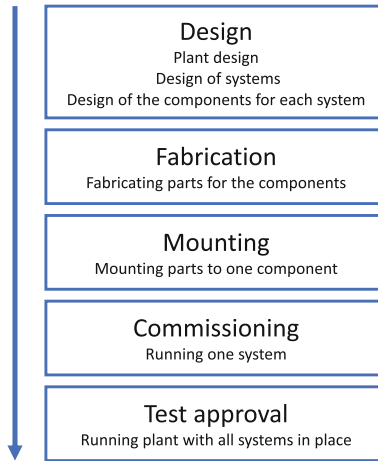 Design
Plant design
Design of systems
Design of the components for each system
Fabrication
Fabricating parts for the components
Mounting
Mounting parts to one component
Commissioning
Running one system
Test approval
Running plant with all systems in place